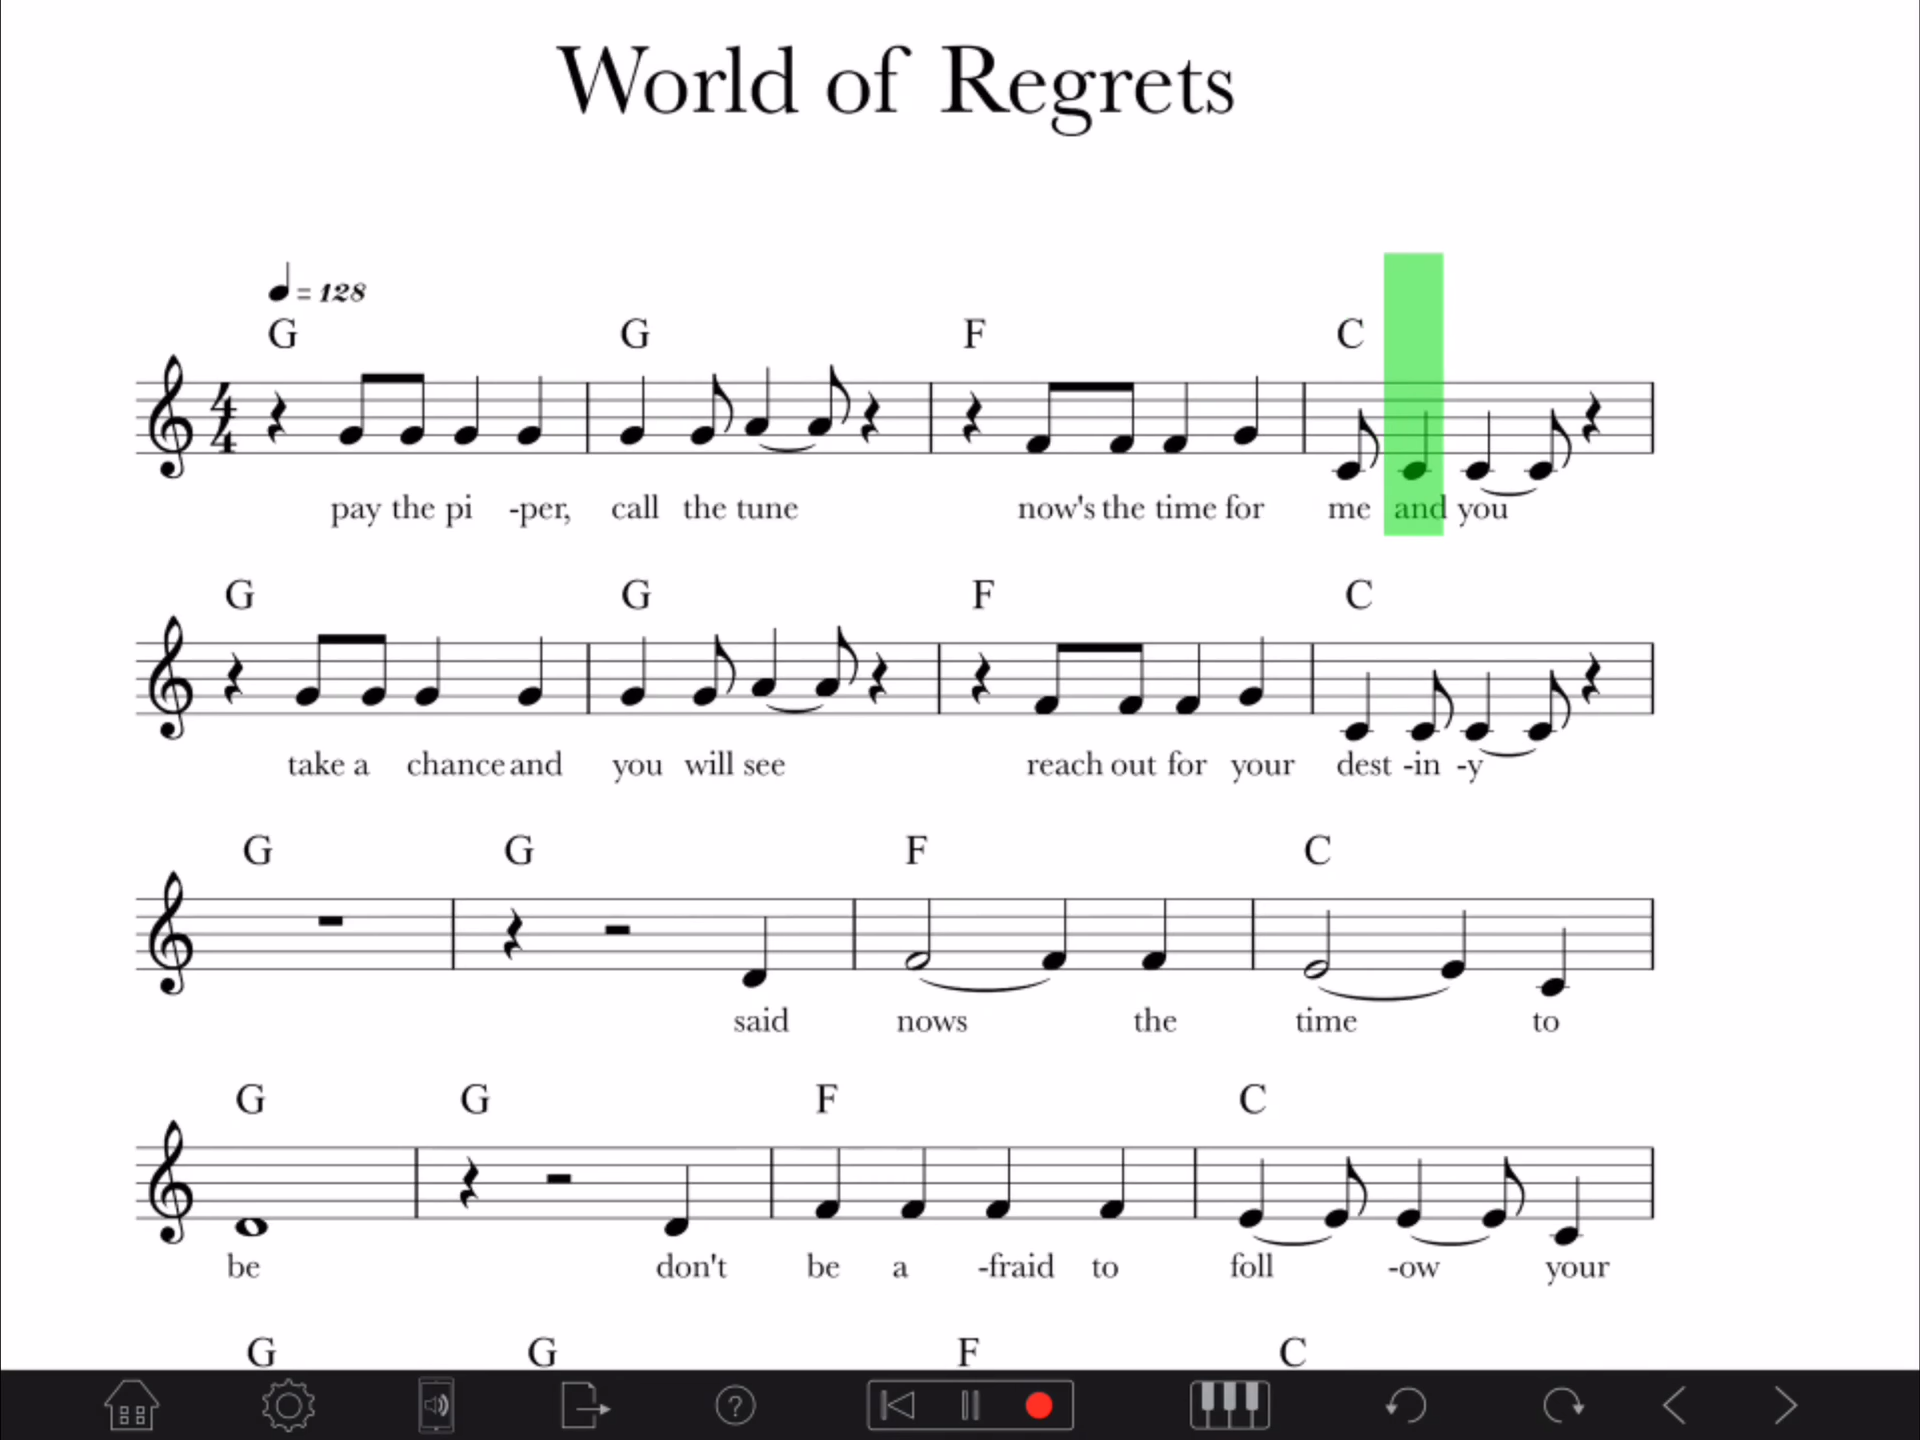 World of Regrets
= 128
G G F C
4
4
pay the pi -per, call the tune now's the time for me and you
G G F C
take a chance and you will see reach out for your dest -in -y
G G F C
said nows the time to
G G F C
be don't be a -fraid to foll -ow your
G G F C
?